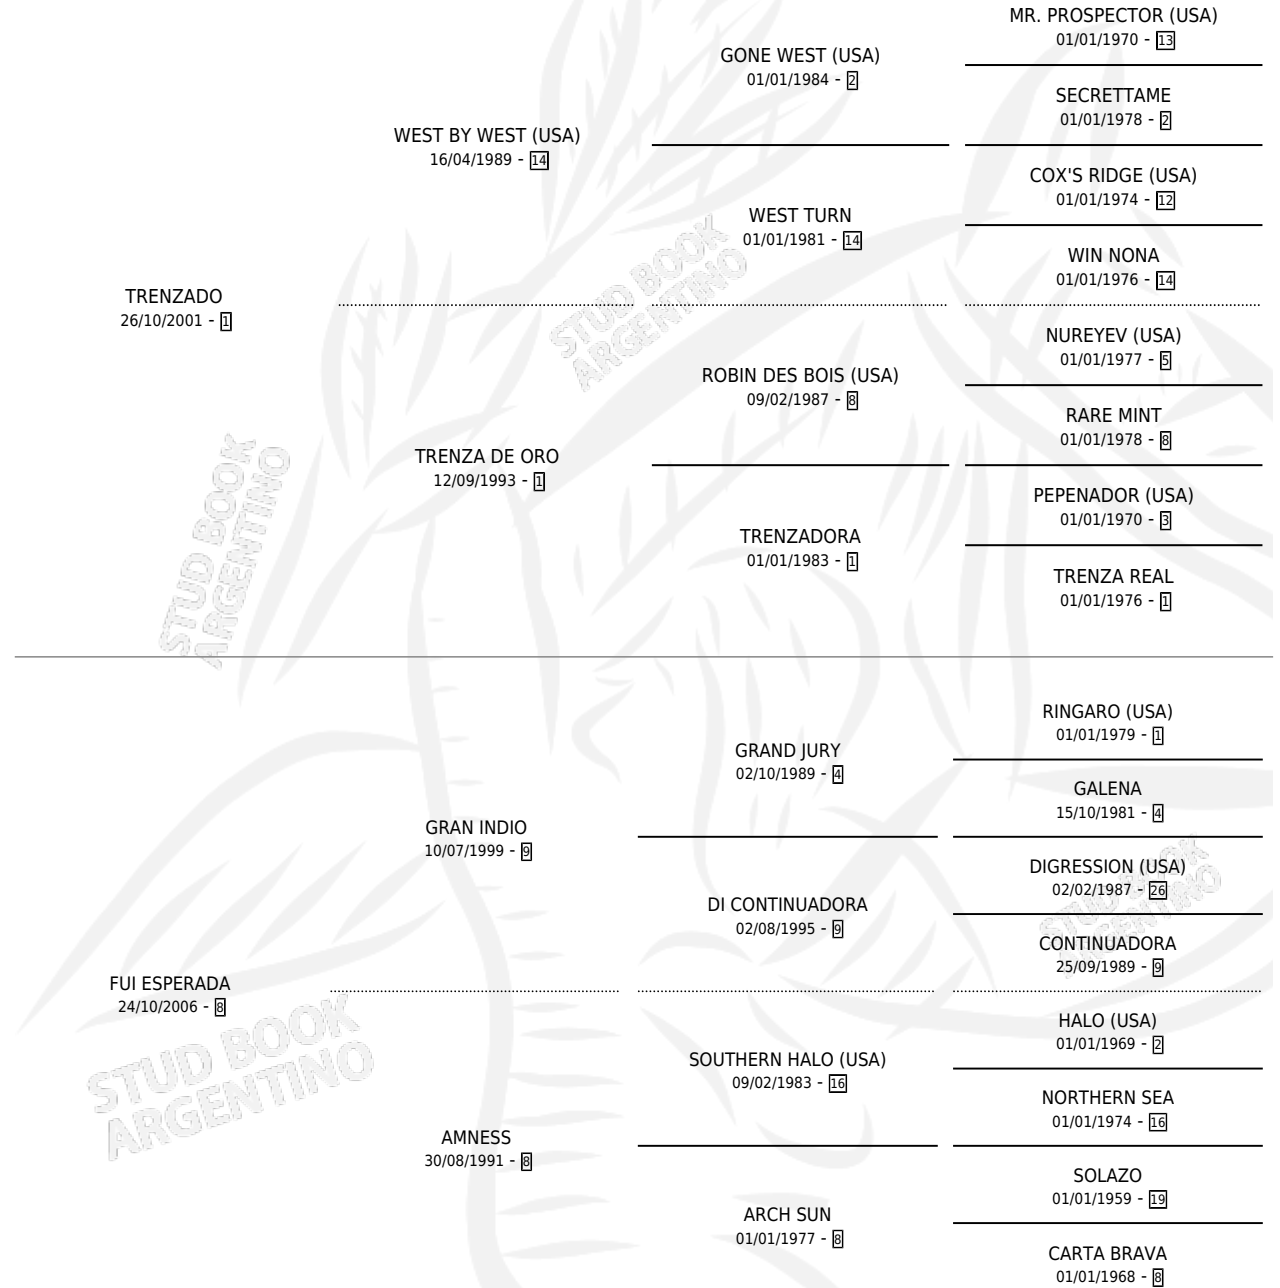 MR. PROSPECTOR (USA)
01/01/1970 - 13
GONE WEST (USA)
01/01/1984 - 2
SECRETTAME
01/01/1978 - 2
WEST BY WEST (USA)
16/04/1989 - 14
COX'S RIDGE (USA)
01/01/1974 - 12
WEST TURN
01/01/1981 - 14
WIN NONA
01/01/1976 - 14
TRENZADO
26/10/2001 - 1
NUREYEV (USA)
01/01/1977 - 5
ROBIN DES BOIS (USA)
09/02/1987 - 8
RARE MINT
01/01/1978 - 8
TRENZA DE ORO
12/09/1993 - 1
PEPENADOR (USA)
01/01/1970 - 3
TRENZADORA
01/01/1983 - 1
TRENZA REAL
01/01/1976 - 1
RINGARO (USA)
01/01/1979 - 1
GRAND JURY
02/10/1989 - 4
GALENA
15/10/1981 - 4
GRAN INDIO
10/07/1999 - 9
DIGRESSION (USA)
02/02/1987 - 26
DI CONTINUADORA
02/08/1995 - 9
CONTINUADORA
25/09/1989 - 9
FUI ESPERADA
24/10/2006 - 8
HALO (USA)
01/01/1969 - 2
SOUTHERN HALO (USA)
09/02/1983 - 16
NORTHERN SEA
01/01/1974 - 16
AMNESS
30/08/1991 - 8
SOLAZO
01/01/1959 - 19
ARCH SUN
01/01/1977 - 8
CARTA BRAVA
01/01/1968 - 8
STUD BOOK
ARGENTINO
STUD BOOK
ARGENTINO
STUD BOOK
ARGENTINO
STUD BOOK
ARGENTINO